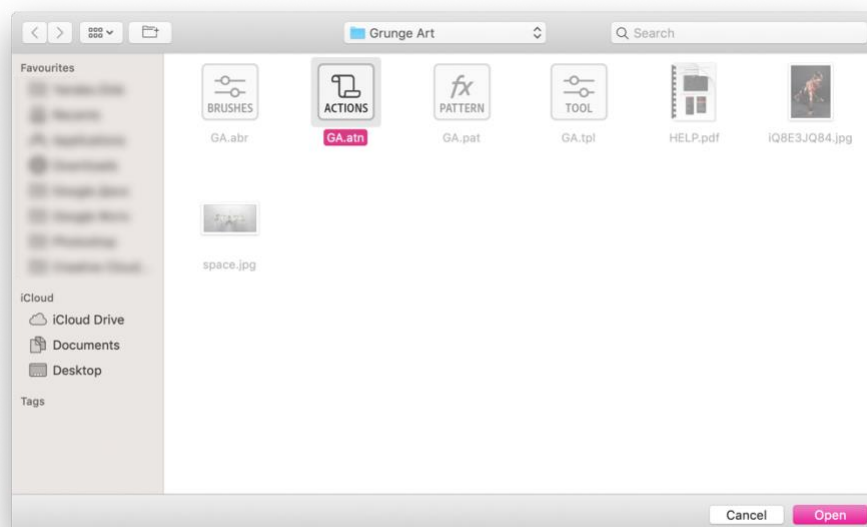 Grunge Art
Search
Favourites
BRUSHES
ACTIONS
fx
PATTERN
TOOL
GA.abr
GA.atn
GA.pat
GA.tpl
HELP.pdf
iQ8E3JQ84.jpg
space.jpg
iCloud
iCloud Drive
Documents
Desktop
Tags
Cancel
Open